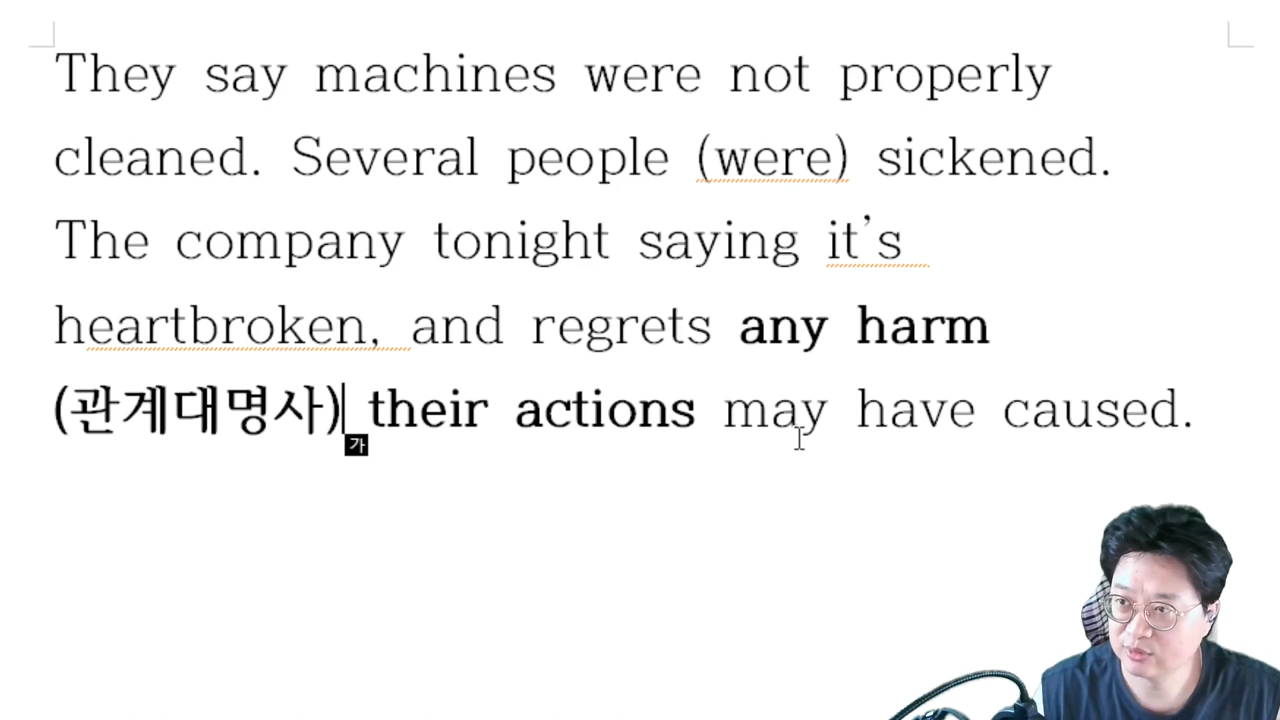 They say machines were not properly
cleaned. Several people (were) sickened.
The company tonight saying it's
heartbroken, and regrets any harm
(관계대명사) their actions may have caused.
가